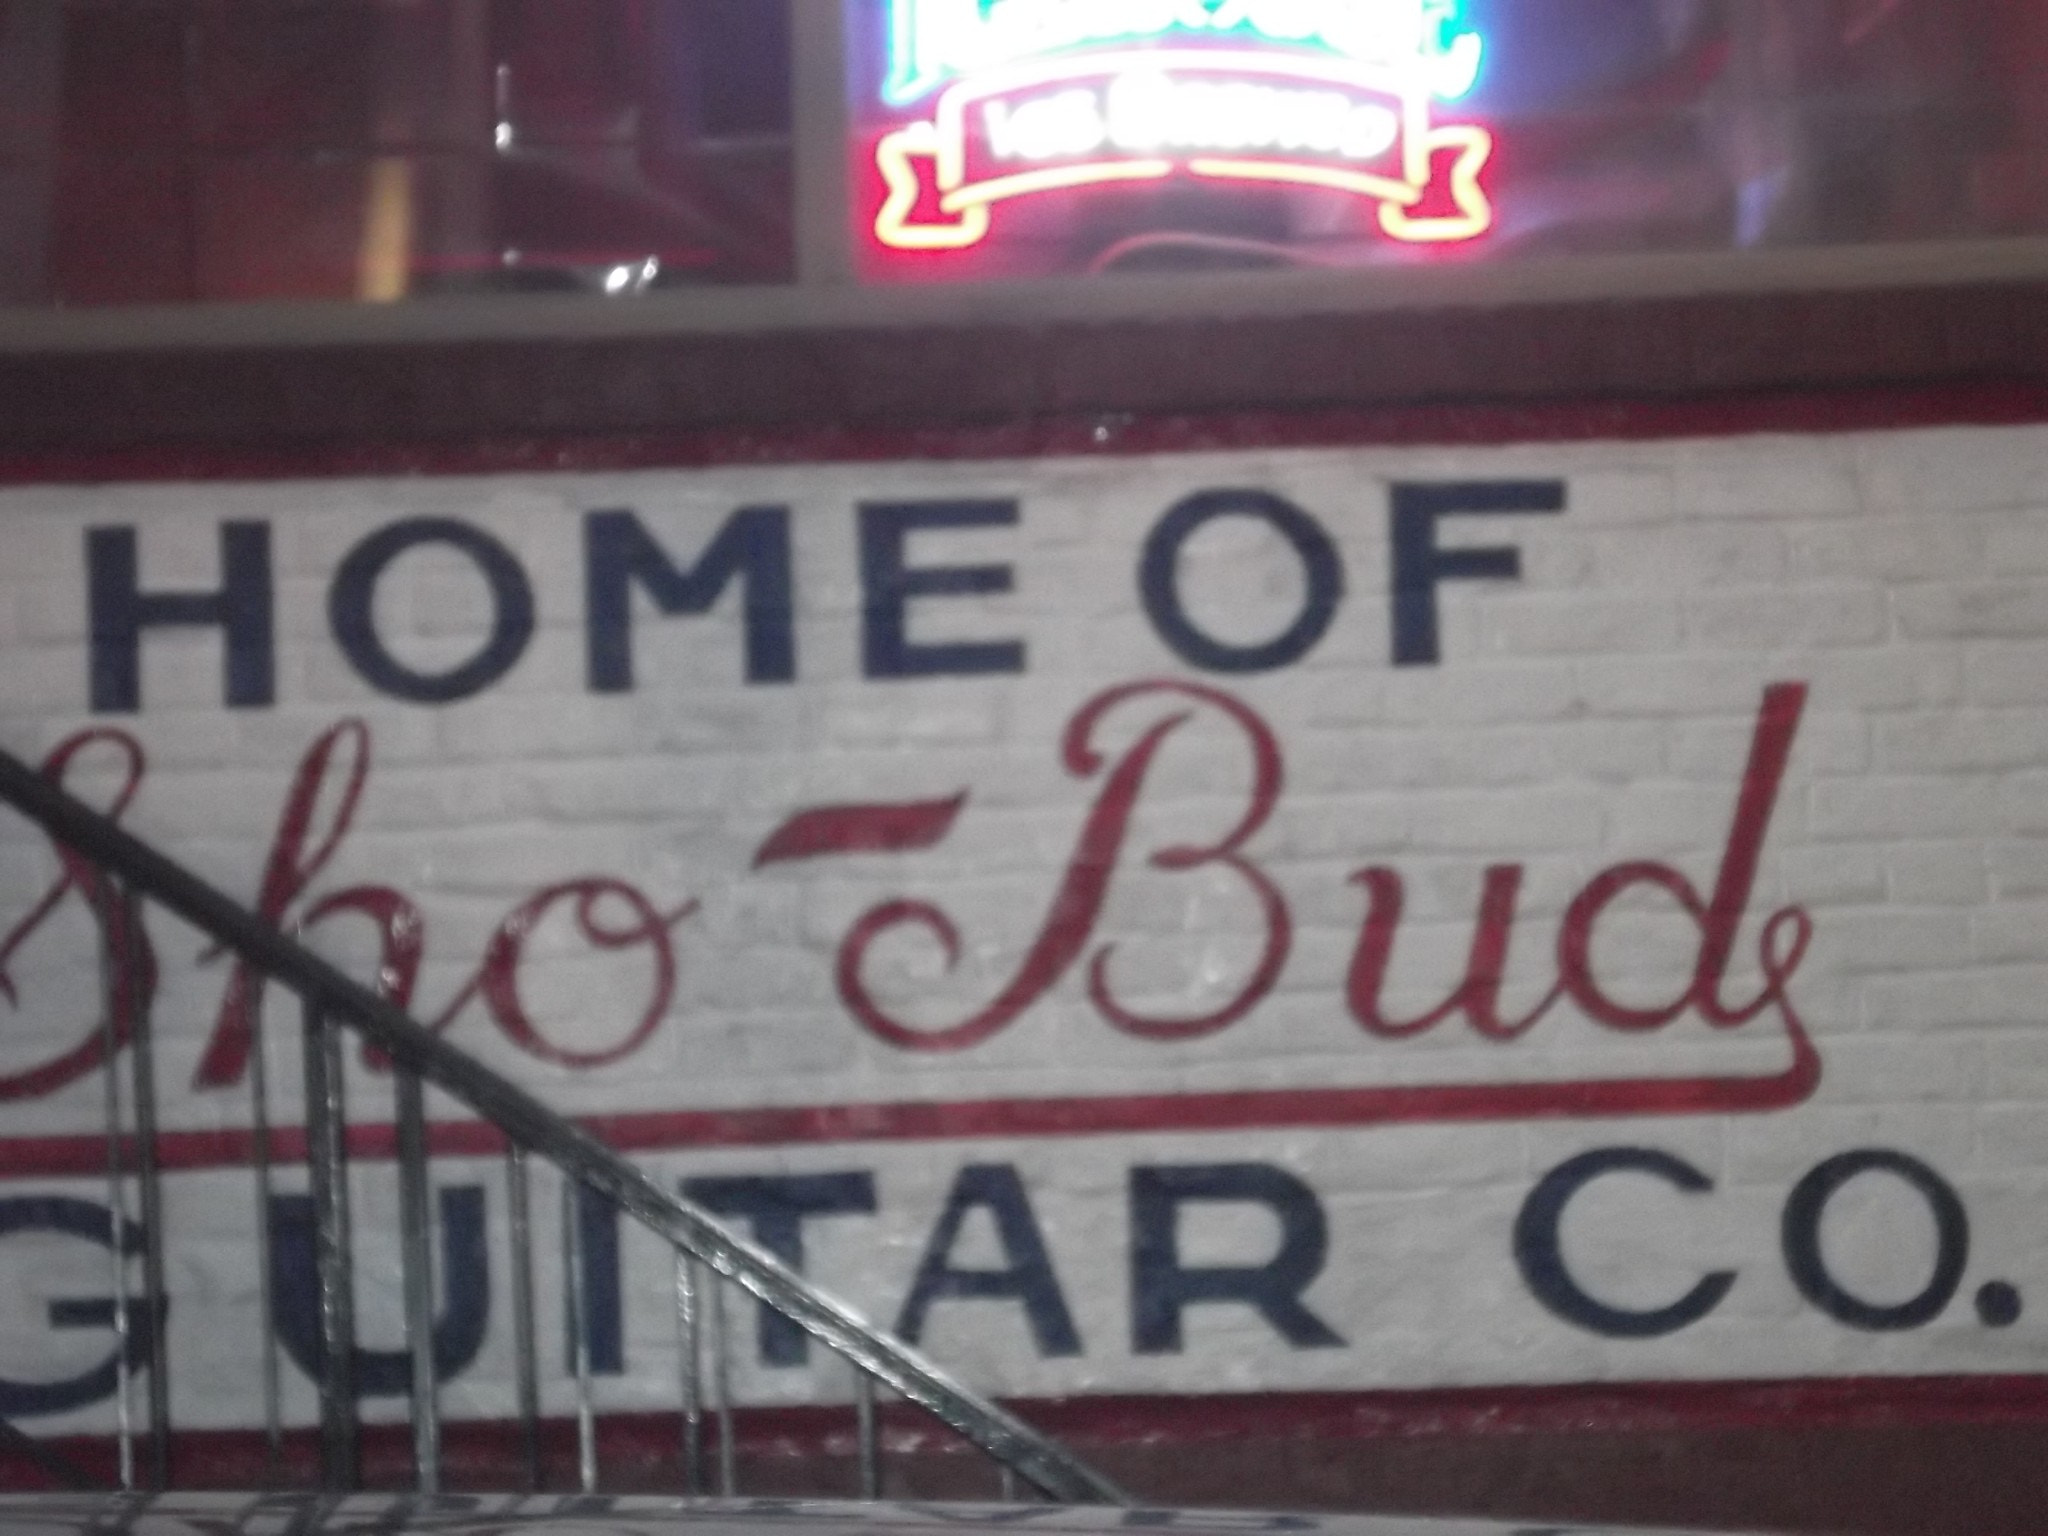 HOME OF
Sho-Bud
GUITAR CO.